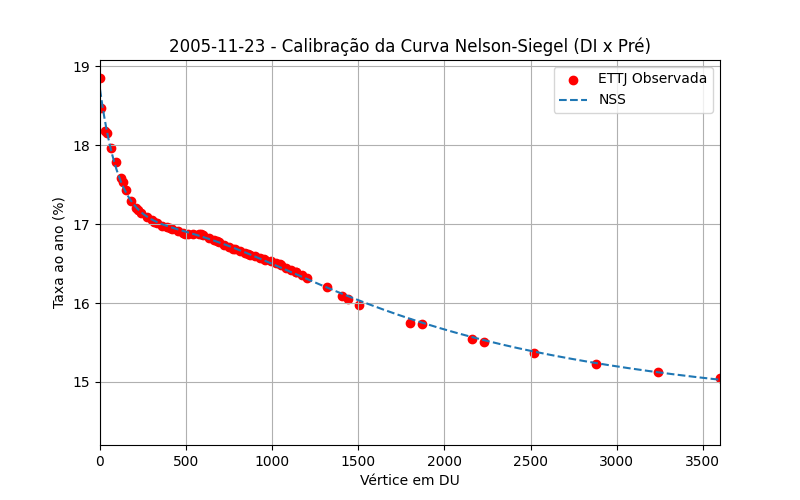 2005-11-23 - Calibração da Curva Nelson-Siegel (DI x Pré)
ETTJ Observada
NSS
Taxa ao ano (%)
19
18
17
16
15
0 500 1000 1500 2000 2500 3000 3500
Vértice em DU